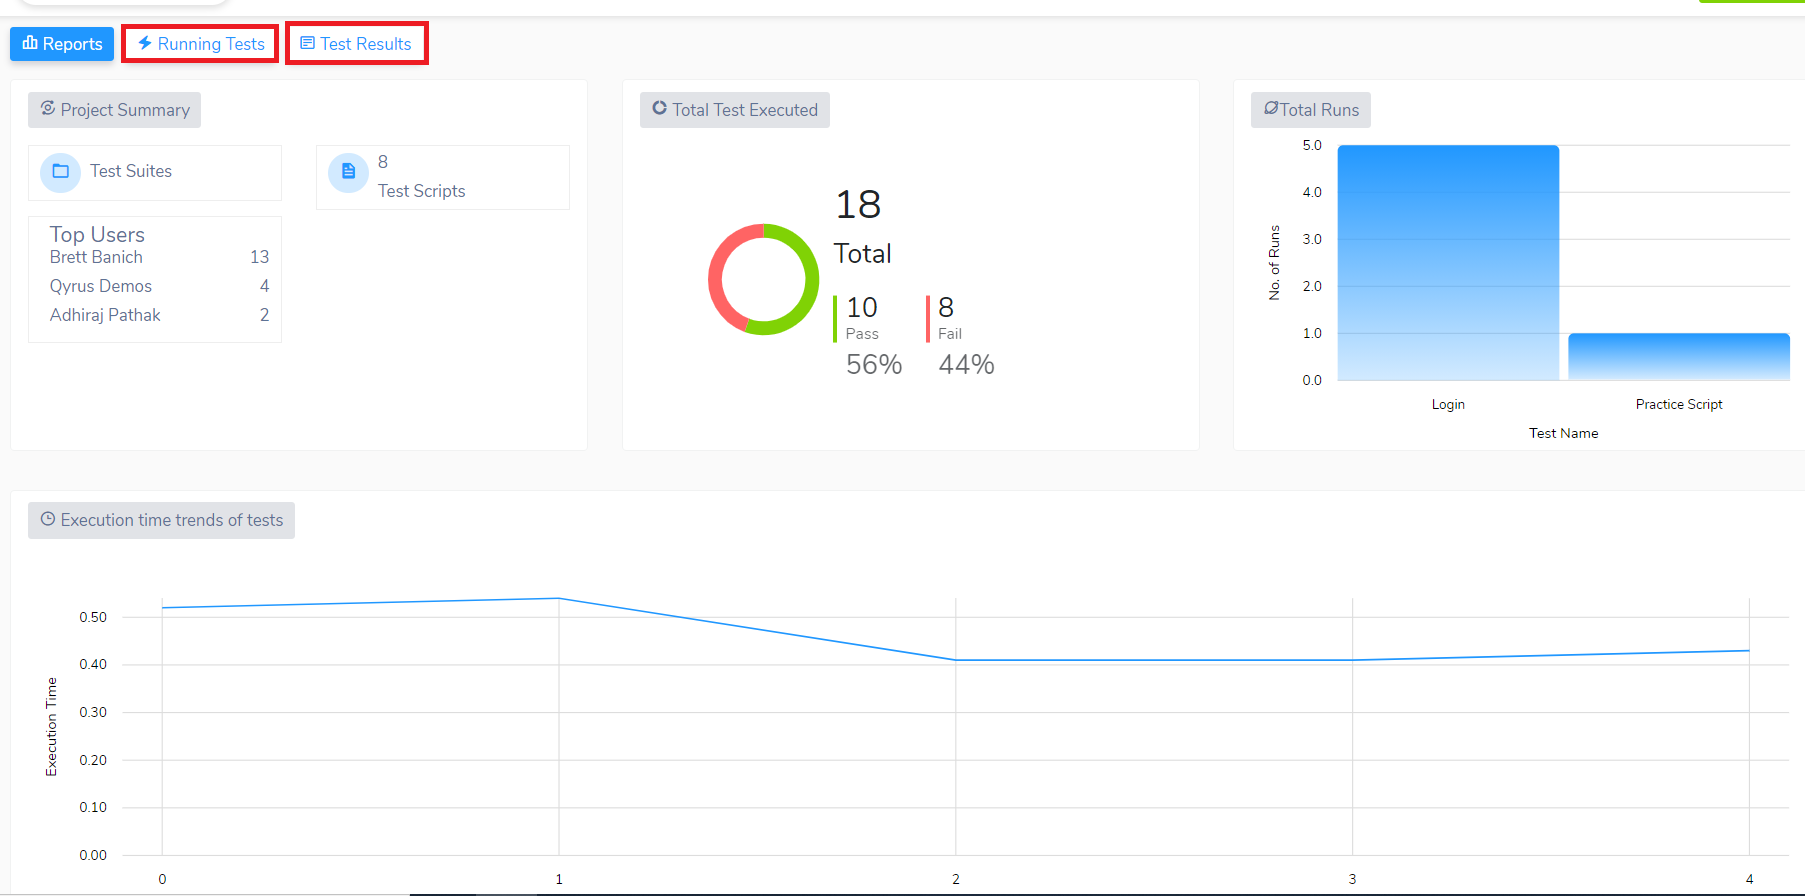 Reports
Running Tests
Test Results
Project Summary
Test Suites
8
Test Scripts
Top Users
Brett Banich 13
Qyrus Demos 4
Adhiraj Pathak 2
Total Test Executed
18
Total
10
Pass
56%
8
Fail
44%
Total Runs
5.0
4.0
3.0
2.0
1.0
0.0
No. of Runs
Login
Practice Script
Test Name
Execution time trends of tests
0.50
0.40
0.30
0.20
0.10
0.00
Execution Time
0 1 2 3 4